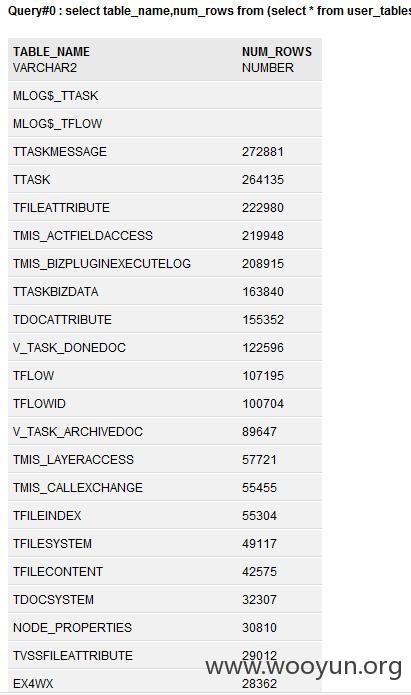 Query#0 : select table_name,num_rows from (select * from user_tables
TABLE_NAME NUM_ROWS
VARCHAR2 NUMBER
MLOG$_TTASK
MLOG$_TFLOW
TTASKMESSAGE 272881
TTASK 264135
TFILEATTRIBUTE 222980
TMIS_ACTFIELDACCESS 219948
TMIS_BIZPLUGINEXECUTELOG 208915
TTASKBIZDATA 163840
TDOCATTRIBUTE 155352
V_TASK_DONEDOC 122596
TFLOW 107195
TFLOWID 100704
V_TASK_ARCHIVEDOC 89647
TMIS_LAYERACCESS 57721
TMIS_CALLEXCHANGE 55455
TFILEINDEX 55304
TFILESYSTEM 49117
TFILECONTENT 42575
TDOCSYSTEM 32307
NODE_PROPERTIES 30810
TVSSFILEATTRIBUTE 29012
EX4WX 28362
www.wooyun.org